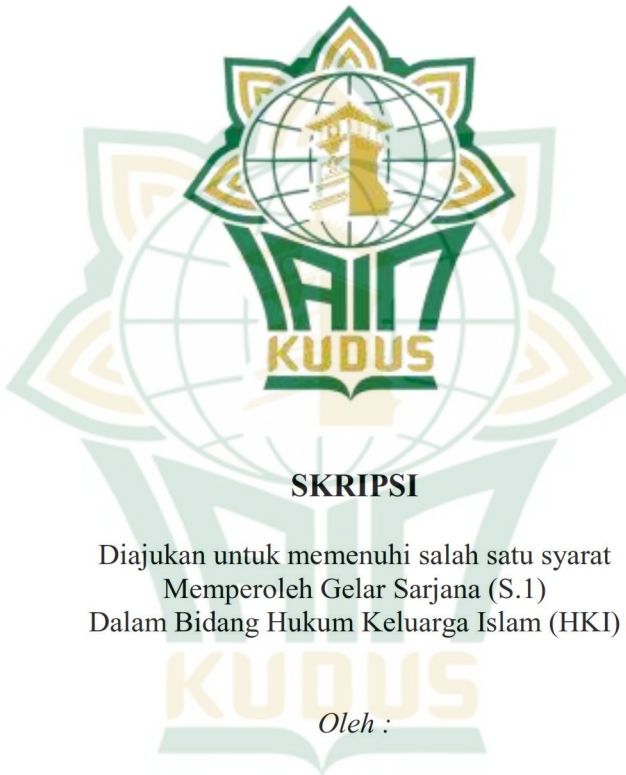 IAIN
KUDUS
SKRIPSI
Diajukan untuk memenuhi salah satu syarat
Memperoleh Gelar Sarjana (S.1)
Dalam Bidang Hukum Keluarga Islam (HKI)
KUDUS
Oleh :